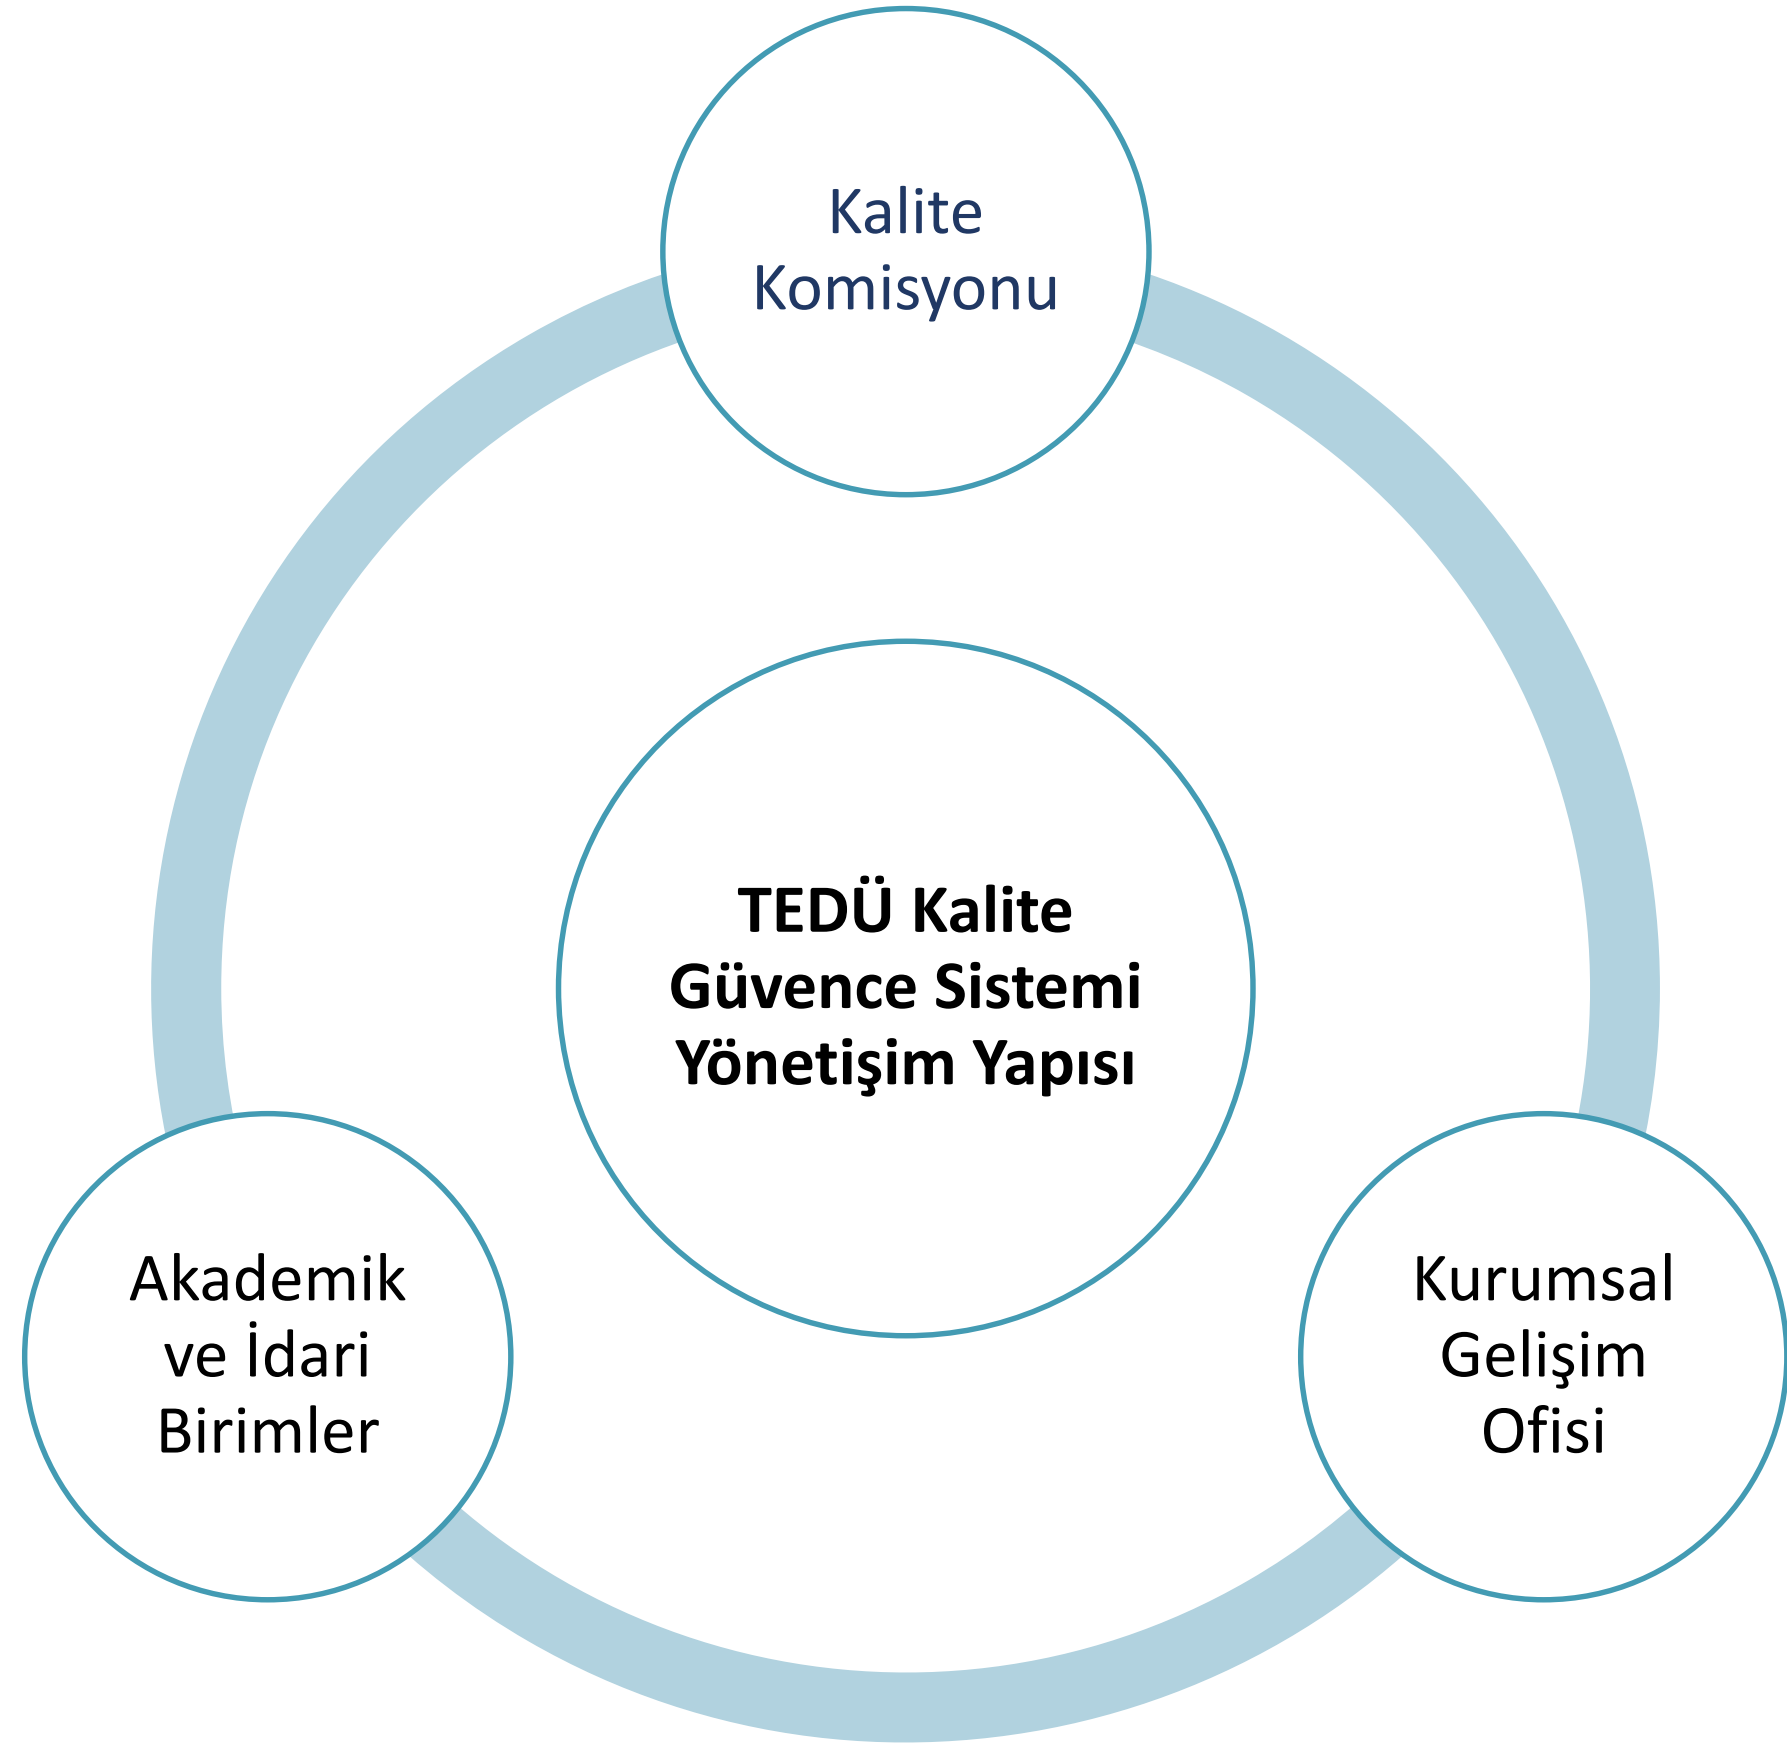 Kalite
Komisyonu
TEDÜ Kalite
Güvence Sistemi
Yönetişim Yapısı
Akademik
ve İdari
Birimler
Kurumsal
Gelişim
Ofisi